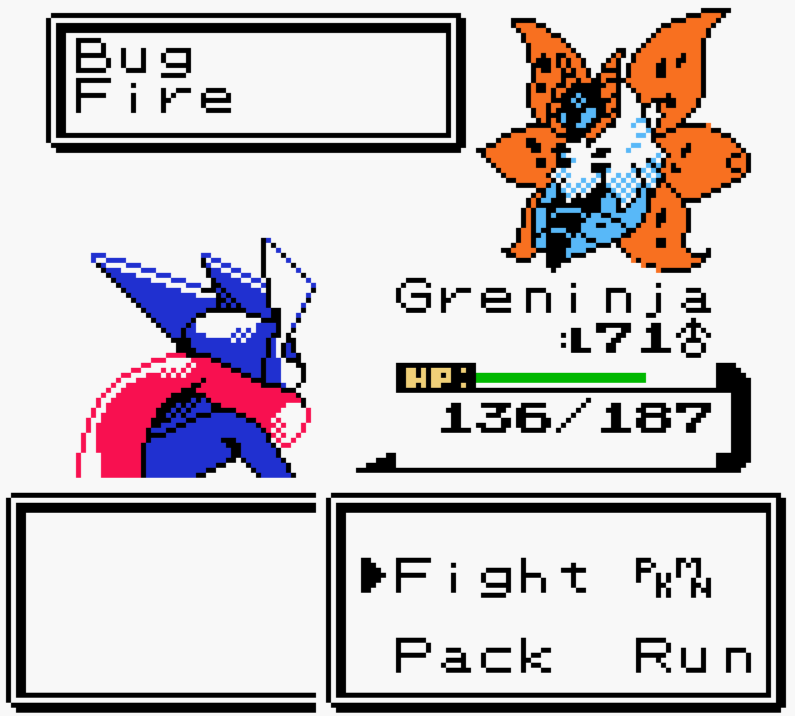 Bug
Fire
Greninja
:L71♂
HP:
136/187
▶Fight PKMN
Pack Run